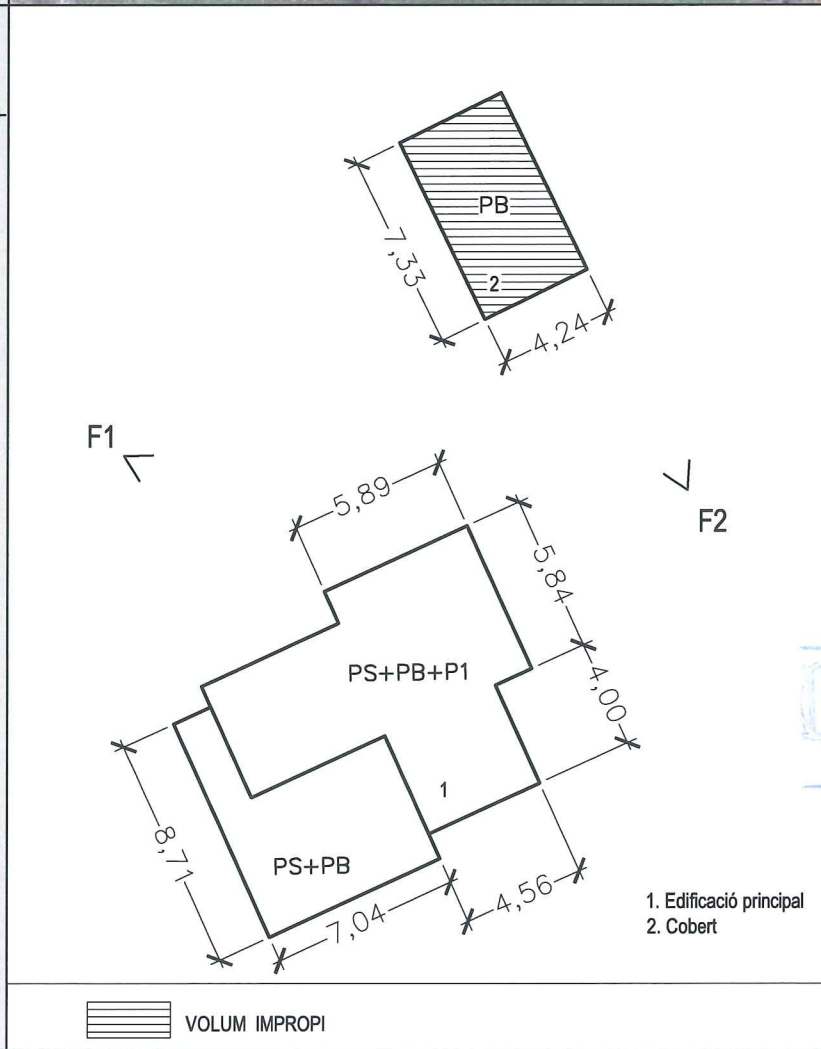 PB
2
7,33
4,24
F1
F2
5,89
5,84
4,00
PS+PB+P1
1
8,71
PS+PB
7,04
4,56
1. Edificació principal
2. Cobert
VOLUM IMPROPI